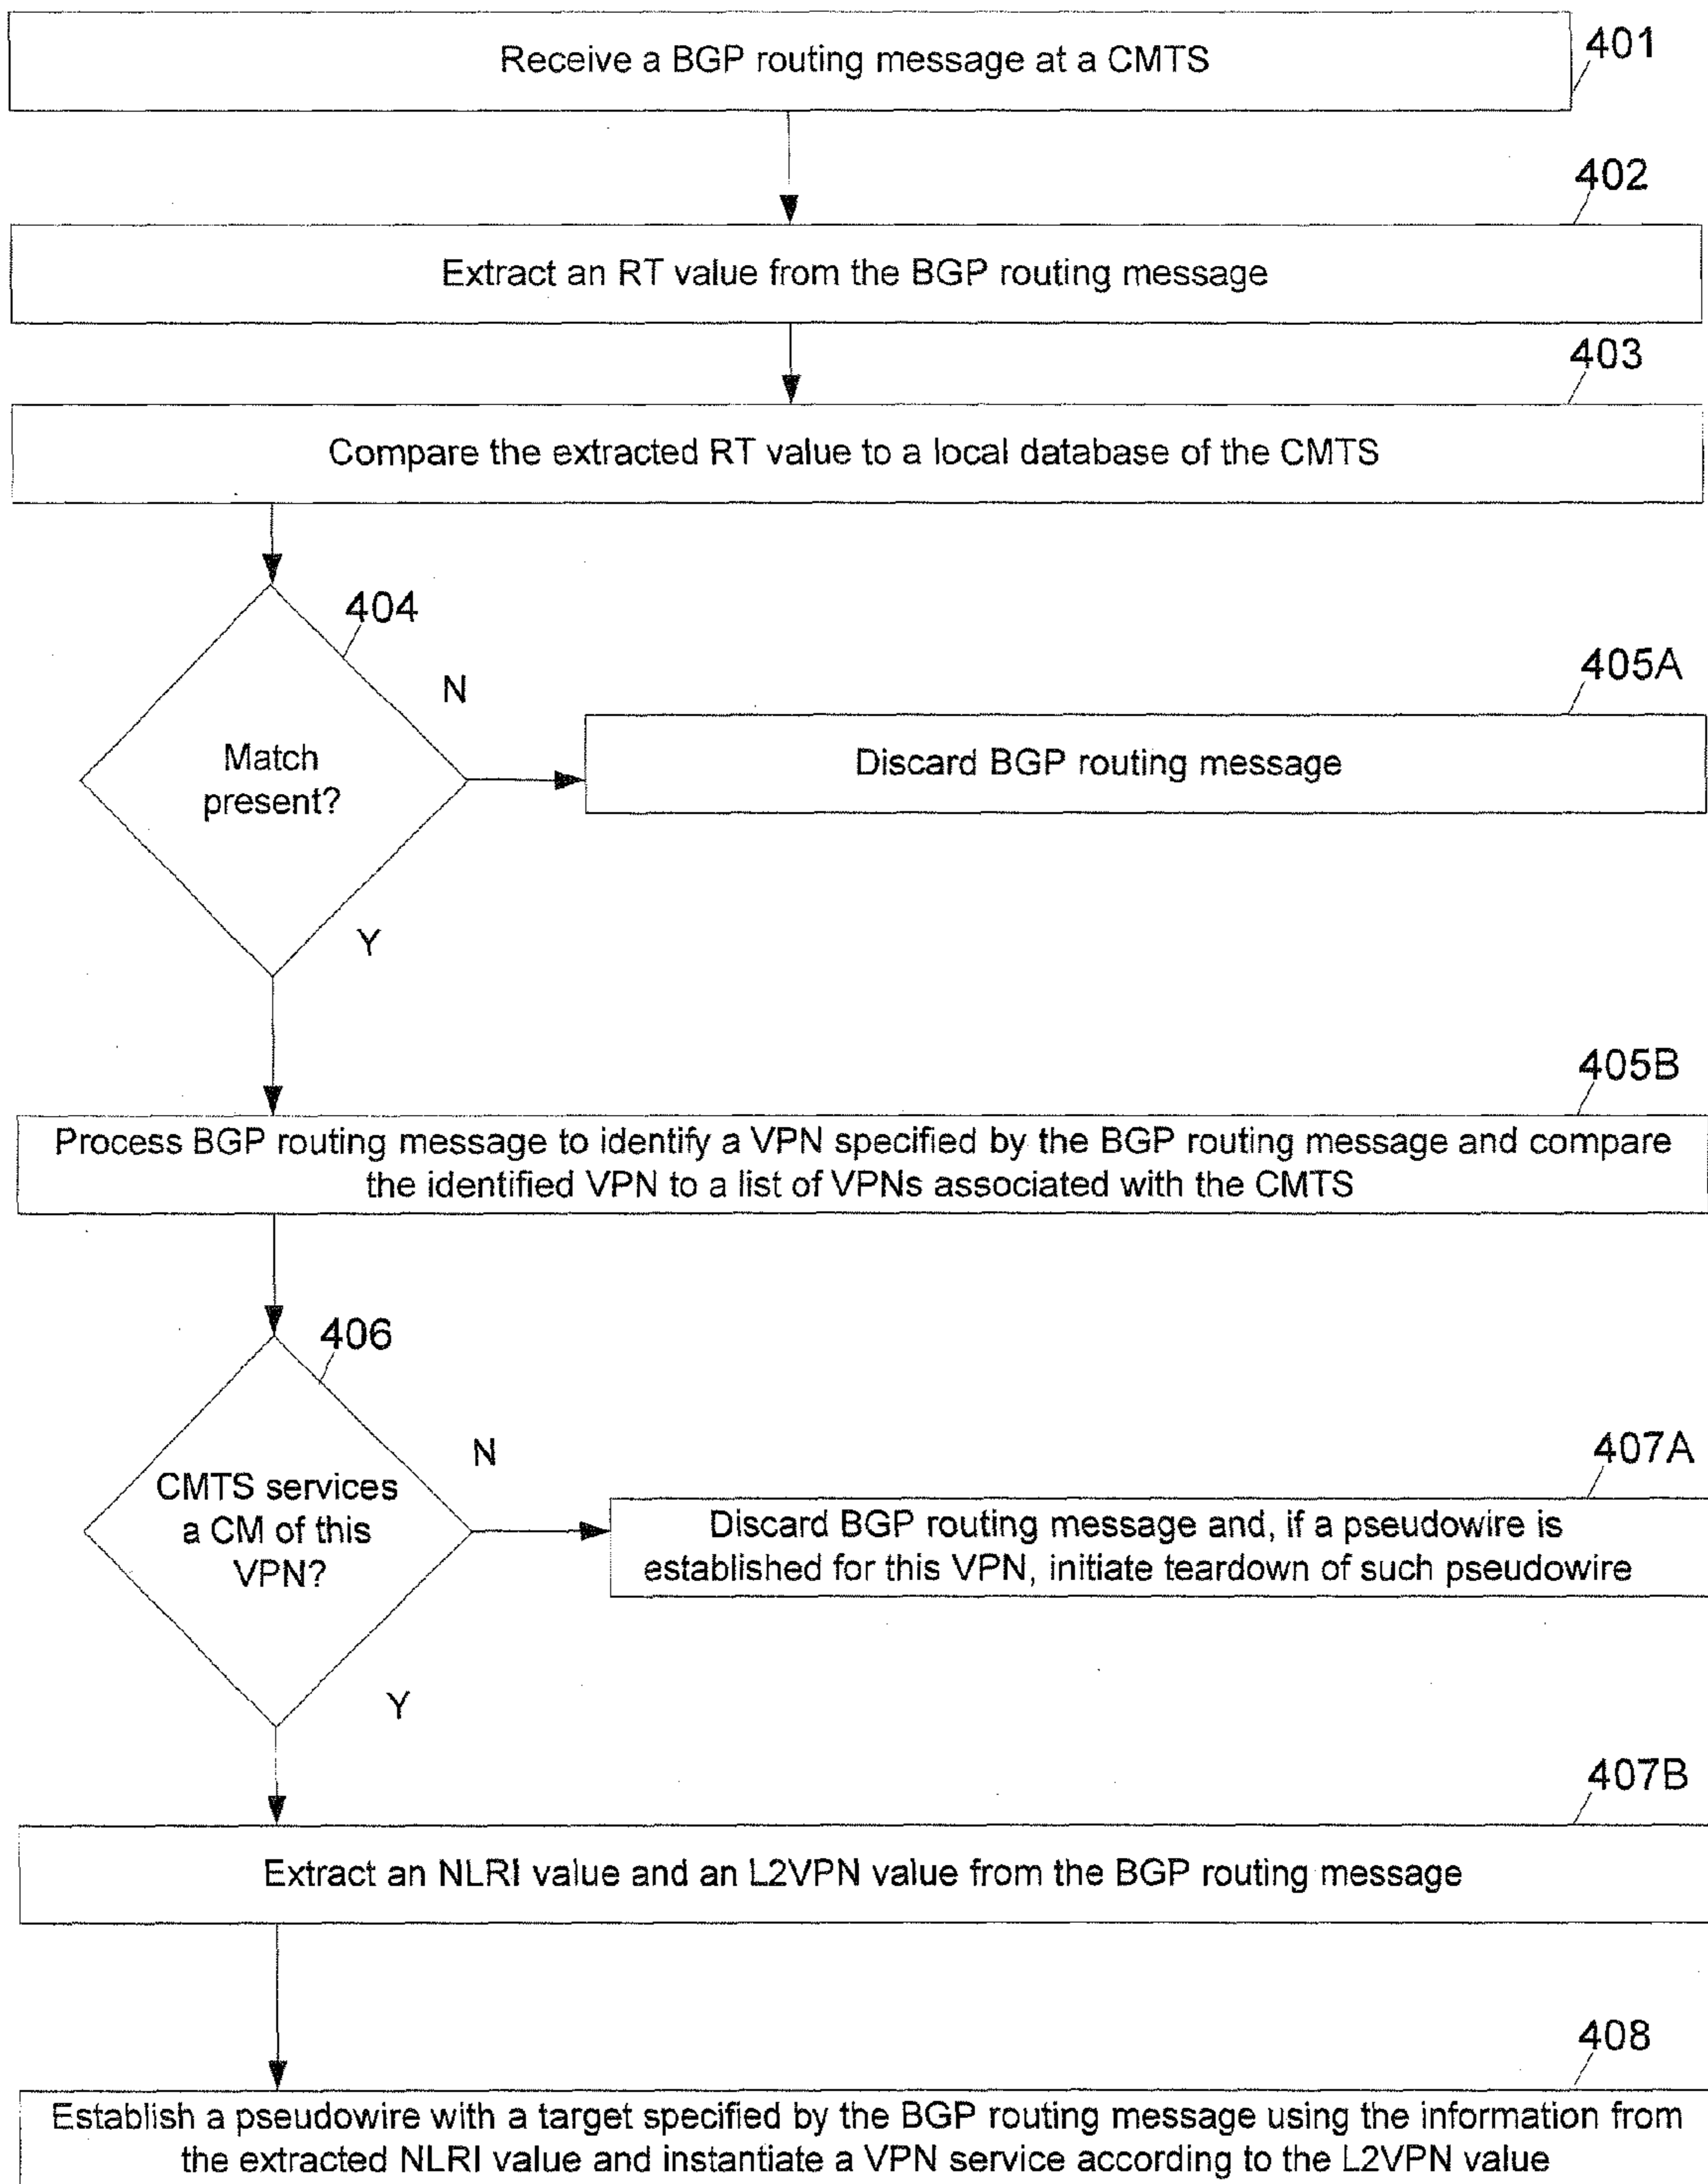 Receive a BGP routing message at a CMTS
401
402
Extract an RT value from the BGP routing message
403
Compare the extracted RT value to a local database of the CMTS
404
N
405A
Match
present?
Discard BGP routing message
Y
405B
Process BGP routing message to identify a VPN specified by the BGP routing message and compare
the identified VPN to a list of VPNs associated with the CMTS
406
N
407A
CMTS services
a CM of this
VPN?
Discard BGP routing message and, if a pseudowire is
established for this VPN, initiate teardown of such pseudowire
Y
407B
Extract an NLRI value and an L2VPN value from the BGP routing message
408
Establish a pseudowire with a target specified by the BGP routing message using the information from
the extracted NLRI value and instantiate a VPN service according to the L2VPN value